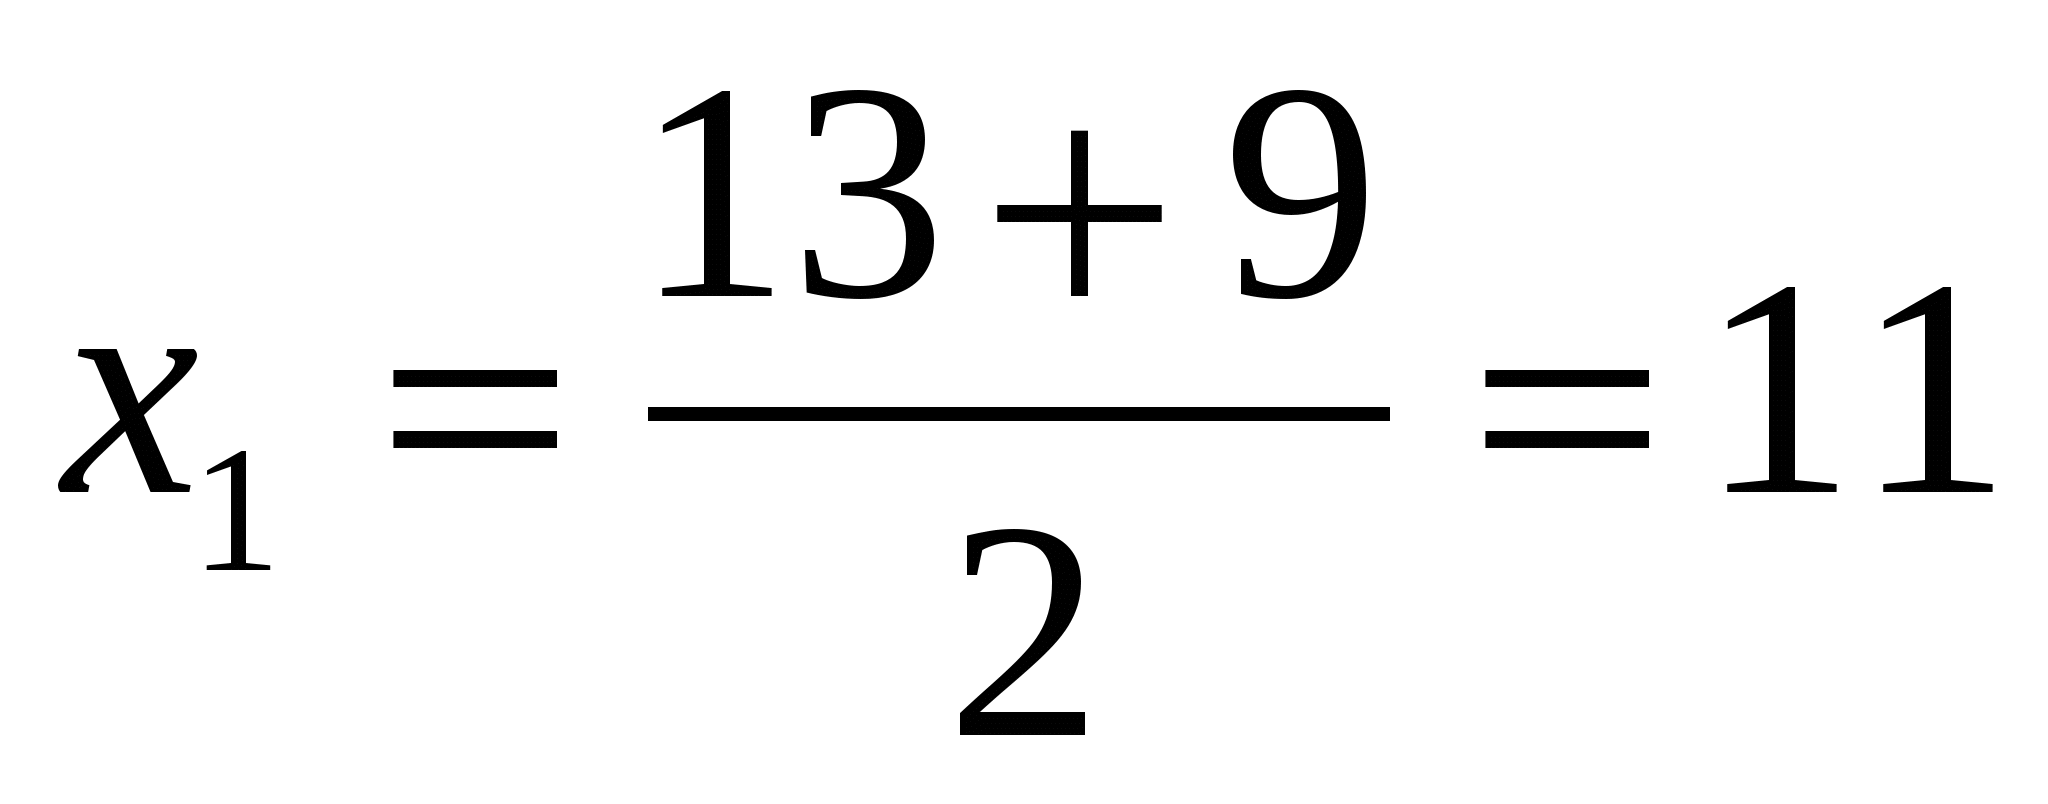 x₁ = (13 + 9) / 2 = 11